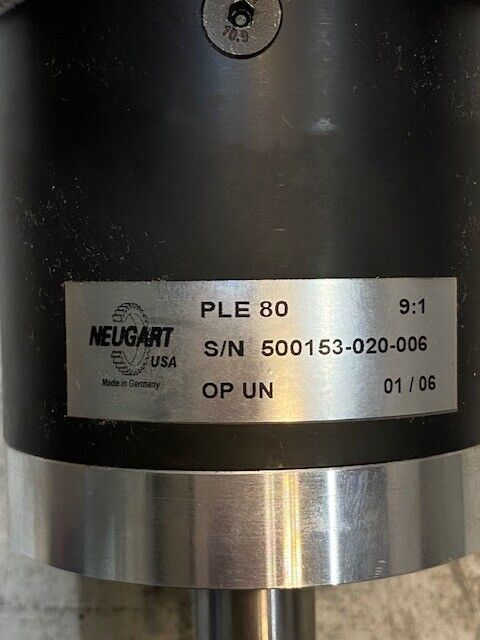 10.9
PLE 80 9:1
NEUGART
USA
Made in Germany
S/N 500153-020-006
OP UN 01 / 06